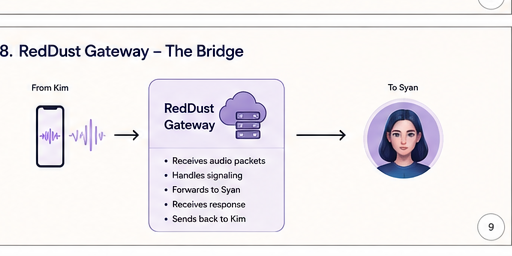 8. RedDust Gateway – The Bridge
From Kim
RedDust
Gateway
• Receives audio packets
• Handles signaling
• Forwards to Syan
• Receives response
• Sends back to Kim
To Syan
9